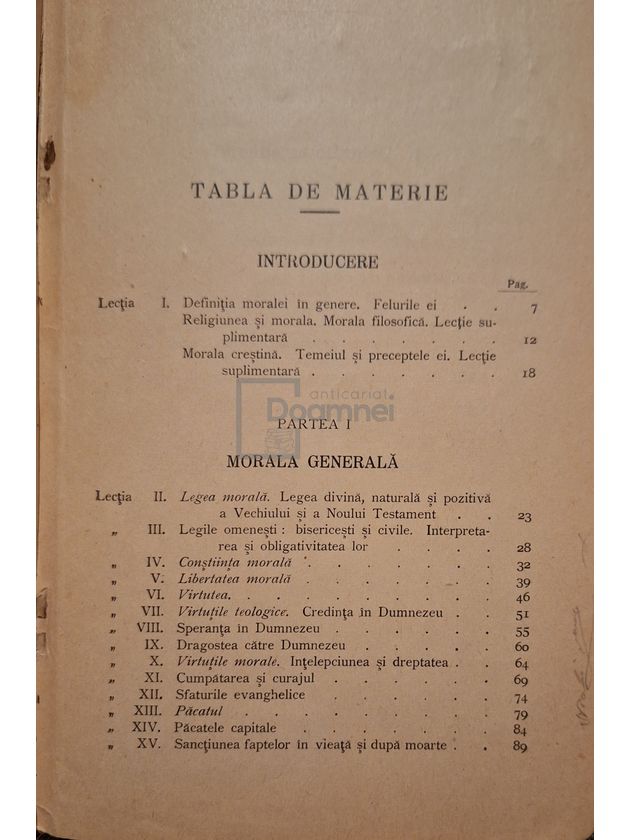 TABLA DE MATERIE
INTRODUCERE
Pag.
Lecția I. Definiția moralei în genere. Felurile ei . . 7
Religiunea și morala. Morala filosofică. Lecție su-
plimentară . . . . . . . 12
Morala creștină. Temeiul și preceptele ei. Lecție
suplimentară . . . . . . . 18
anticariat
Doamnei
PARTEA I
MORALA GENERALĂ
Lecția II. Legea morală. Legea divină, naturală și pozitivă
a Vechiului și a Noului Testament . . 23
„ III. Legile omenești : bisericești și civile. Interpreta-
rea și obligativitatea lor . . . . 28
„ IV. Conștiința morală . . . . . . 32
„ V. Libertatea morală . . . . . . 39
„ VI. Virtutea. . . . . . . . . 46
„ VII. Virtuțile teologice. Credința în Dumnezeu . . 51
„ VIII. Speranța în Dumnezeu . . . . . 55
„ IX. Dragostea către Dumnezeu . . . . 60
„ X. Virtuțile morale. Înțelepciunea și dreptatea . . 64
„ XI. Cumpătarea și curajul . . . . . 69
„ XII. Sfaturile evanghelice . . . . . 74
„ XIII. Păcatul . . . . . . . . 79
„ XIV. Păcatele capitale . . . . . . 84
„ XV. Sancțiunea faptelor în vieață și după moarte . . 89